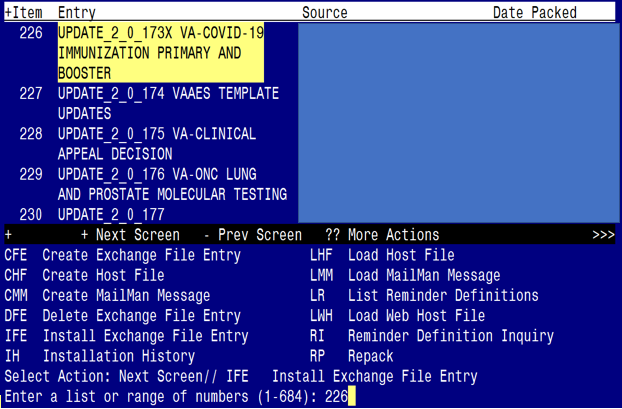 +Item  Entry  Source  Date Packed
226  UPDATE_2_0_173X VA-COVID-19
IMMUNIZATION PRIMARY AND
BOOSTER
227  UPDATE_2_0_174 VAAES TEMPLATE
UPDATES
228  UPDATE_2_0_175 VA-CLINICAL
APPEAL DECISION
229  UPDATE_2_0_176 VA-ONC LUNG
AND PROSTATE MOLECULAR TESTING
230  UPDATE_2_0_177
+  + Next Screen  - Prev Screen  ?? More Actions  >>>
CFE  Create Exchange File Entry  LHF  Load Host File
CHF  Create Host File  LMM  Load MailMan Message
CMM  Create MailMan Message  LR  List Reminder Definitions
DFE  Delete Exchange File Entry  LWH  Load Web Host File
IFE  Install Exchange File Entry  RI  Reminder Definition Inquiry
IH  Installation History  RP  Repack
Select Action: Next Screen// IFE  Install Exchange File Entry
Enter a list or range of numbers (1-684): 226